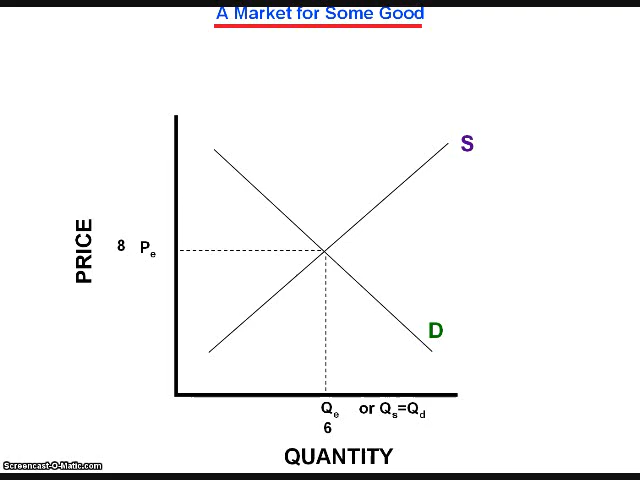 A Market for Some Good
S
PRICE
8 Pe
D
Qe or Qs=Qd
6
QUANTITY
Screencast-O-Matic.com